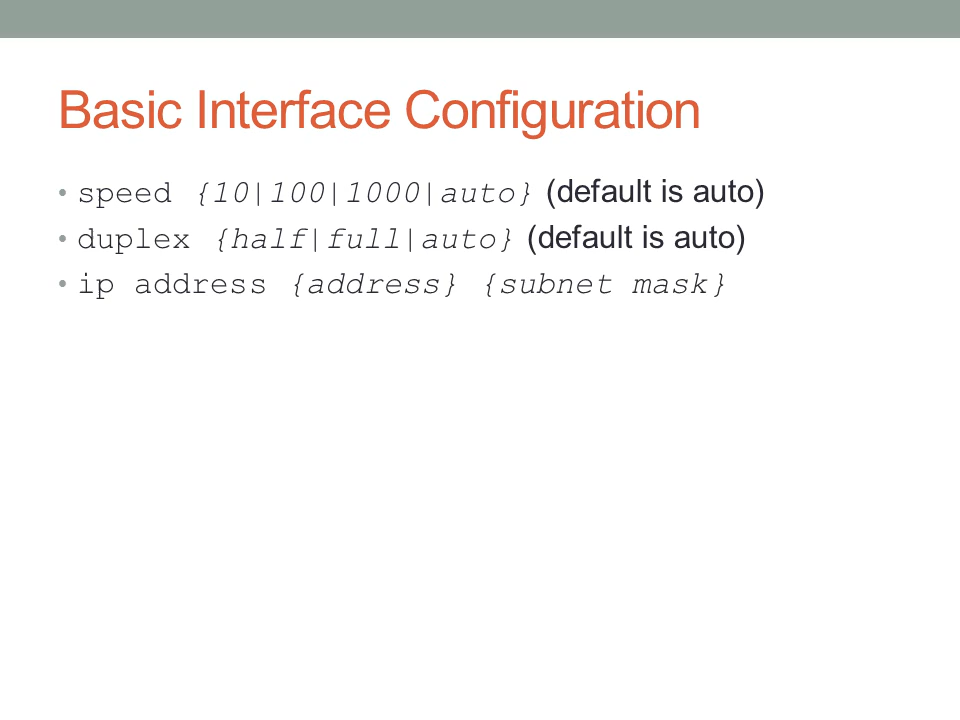 Basic Interface Configuration
• speed {10|100|1000|auto} (default is auto)
• duplex {half|full|auto} (default is auto)
• ip address {address} {subnet mask}